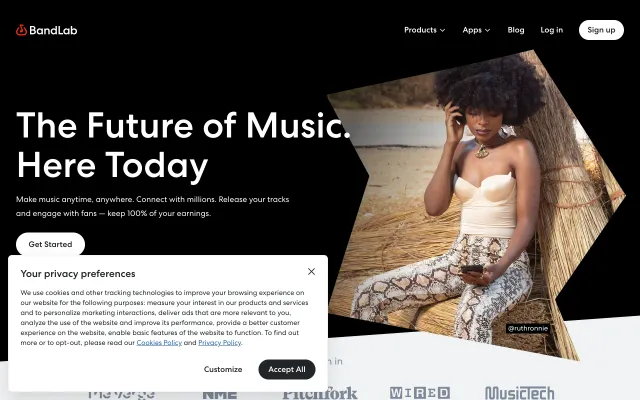 BandLab
Products
Apps
Blog
Log in
Sign up
The Future of Music.
Here Today
Make music anytime, anywhere. Connect with millions. Release your tracks
and engage with fans — keep 100% of your earnings.
Get Started
@ruthronnie
Your privacy preferences
We use cookies and other tracking technologies to improve your browsing experience on
our website for the following purposes: measure your interest in our products and services
and to personalize marketing interactions, deliver ads that are more relevant to you,
analyze the use of the website and improve its performance, provide a better customer
experience on the website, enable basic features of the website to function. To find out
more or to opt-out, please read our Cookies Policy and Privacy Policy.
Customize
Accept All
in
NME
Pitchfork
WIRED
MusicTech